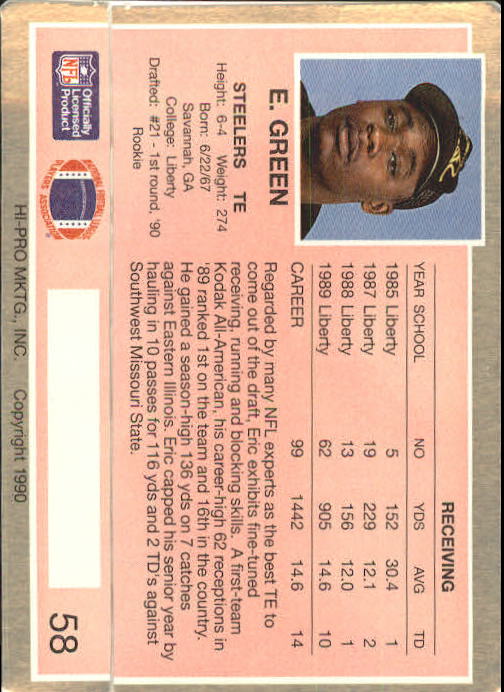 E. GREEN
STEELERS TE
Height: 6-4 Weight: 274
Born: 6/22/67
Savannah, GA
College: Liberty
Drafted: #21 - 1st round, '90
Rookie
RECEIVING
YEAR SCHOOL NO YDS AVG TD
1985 Liberty 5 152 30.4 1
1987 Liberty 19 229 12.1 2
1988 Liberty 13 156 12.0 1
1989 Liberty 62 905 14.6 10
CAREER 99 1442 14.6 14
Regarded by many NFL experts as the best TE to
come out of the draft, Eric exhibits fine-tuned
receiving, running and blocking skills. A first-team
Kodak All-American, his career-high 62 receptions in
'89 ranked 1st on the team and 16th in the country.
He gained a season-high 136 yds on 7 catches
against Eastern Illinois. Eric capped his senior year by
hauling in 10 passes for 116 yds and 2 TD's against
Southwest Missouri State.
NFL
Officially
Licensed
Product
NATIONAL FOOTBALL LEAGUE
PLAYERS ASSOCIATION
58
HI-PRO MKTG., INC. Copyright 1990